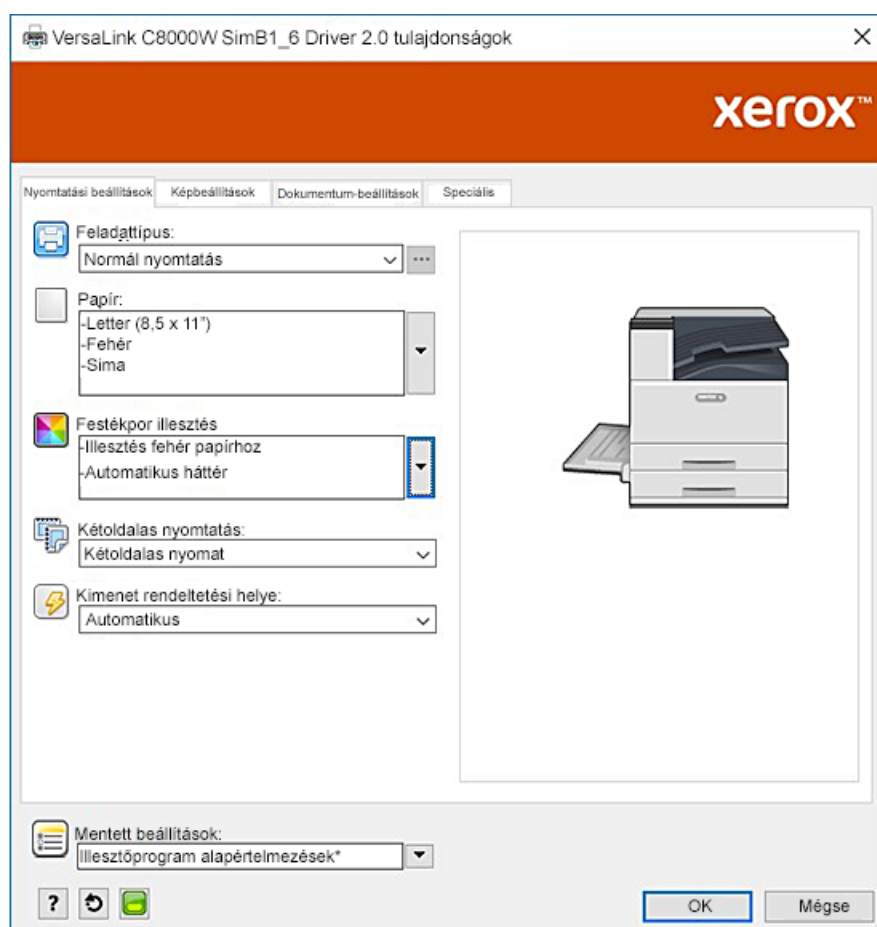 VersaLink C8000W SimB1_6 Driver 2.0 tulajdonságok
xerox™
Nyomtatási beállítások Képbeállítások Dokumentum-beállítások Speciális
Feladattípus:
Normál nyomtatás
Papír:
-Letter (8,5 x 11”)
-Fehér
-Sima
Festékpor illesztés
-Illesztés fehér papírhoz
-Automatikus háttér
Kétoldalas nyomtatás:
Kétoldalas nyomat
Kimenet rendeltetési helye:
Automatikus
Mentett beállítások:
Illesztőprogram alapértelmezések*
?
OK Mégse